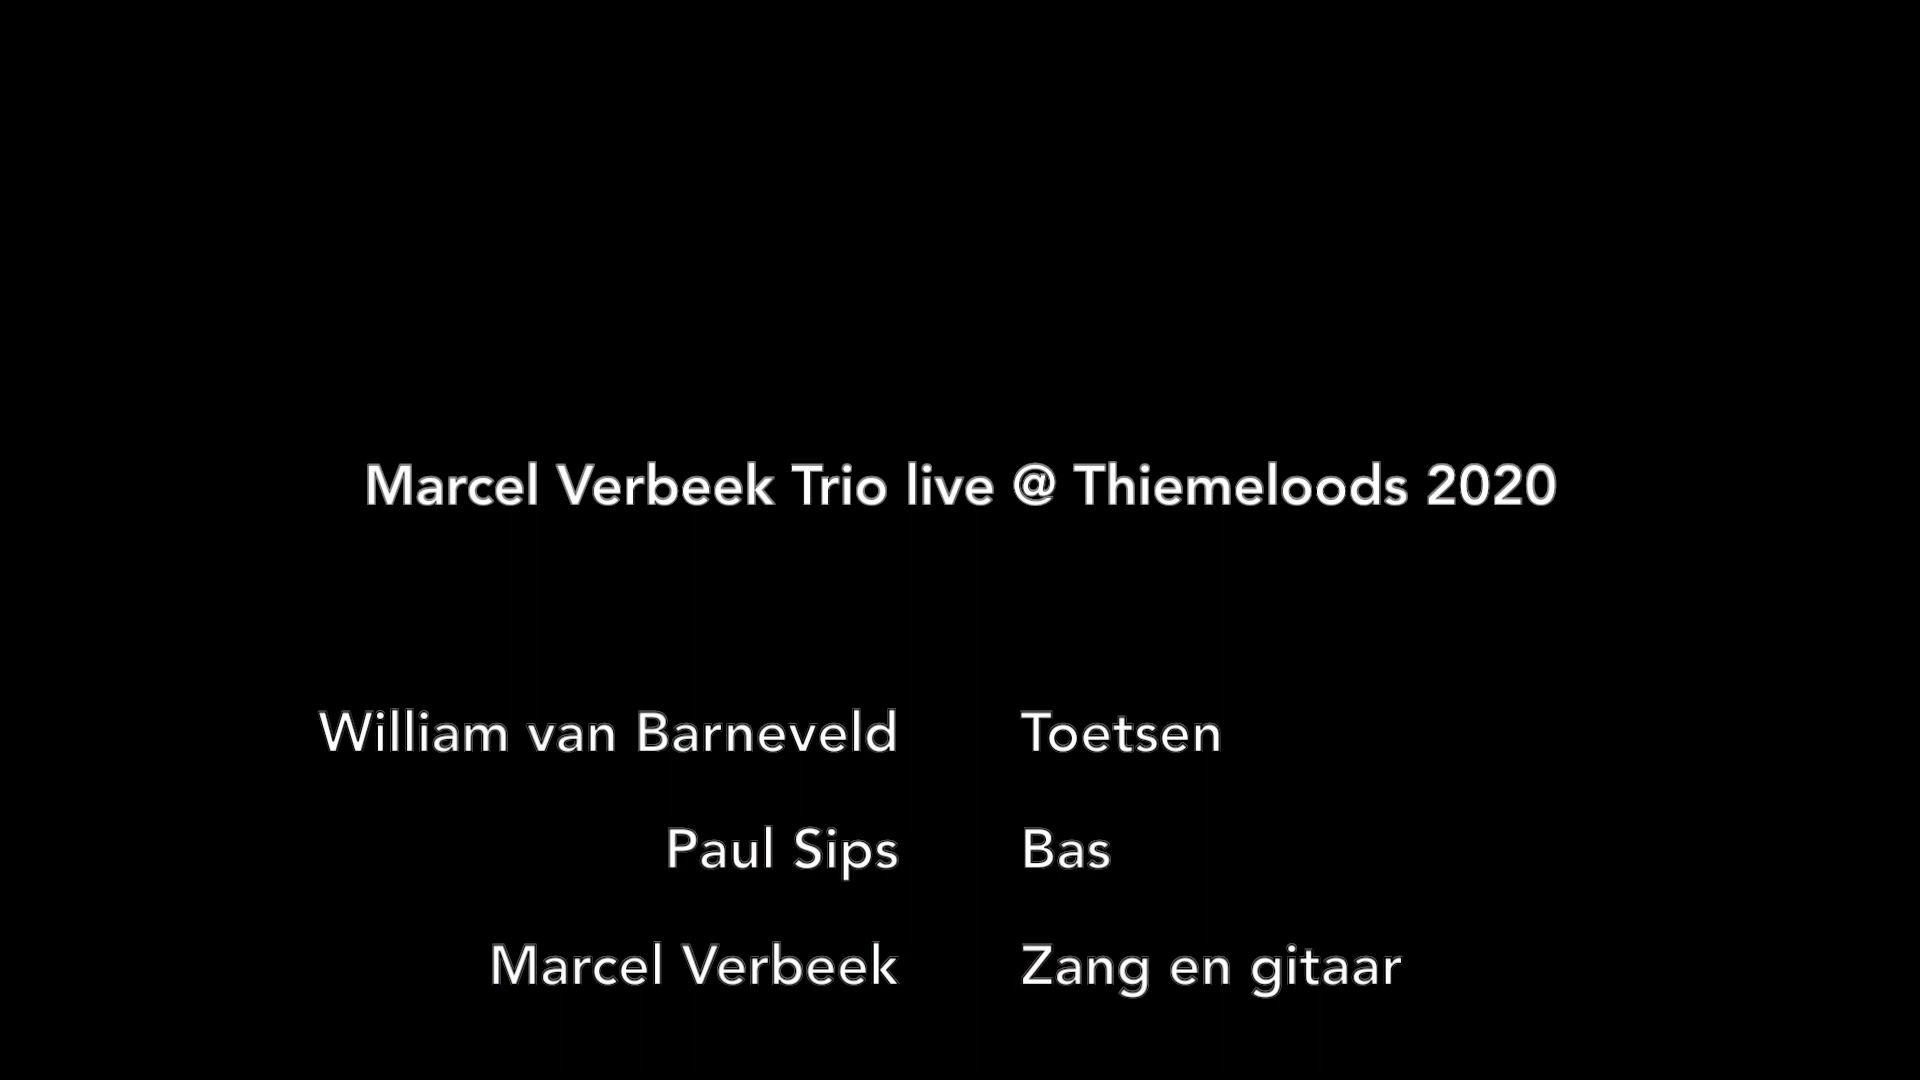 Marcel Verbeek Trio live @ Thiemeloods 2020
William van Barneveld Toetsen
Paul Sips Bas
Marcel Verbeek Zang en gitaar